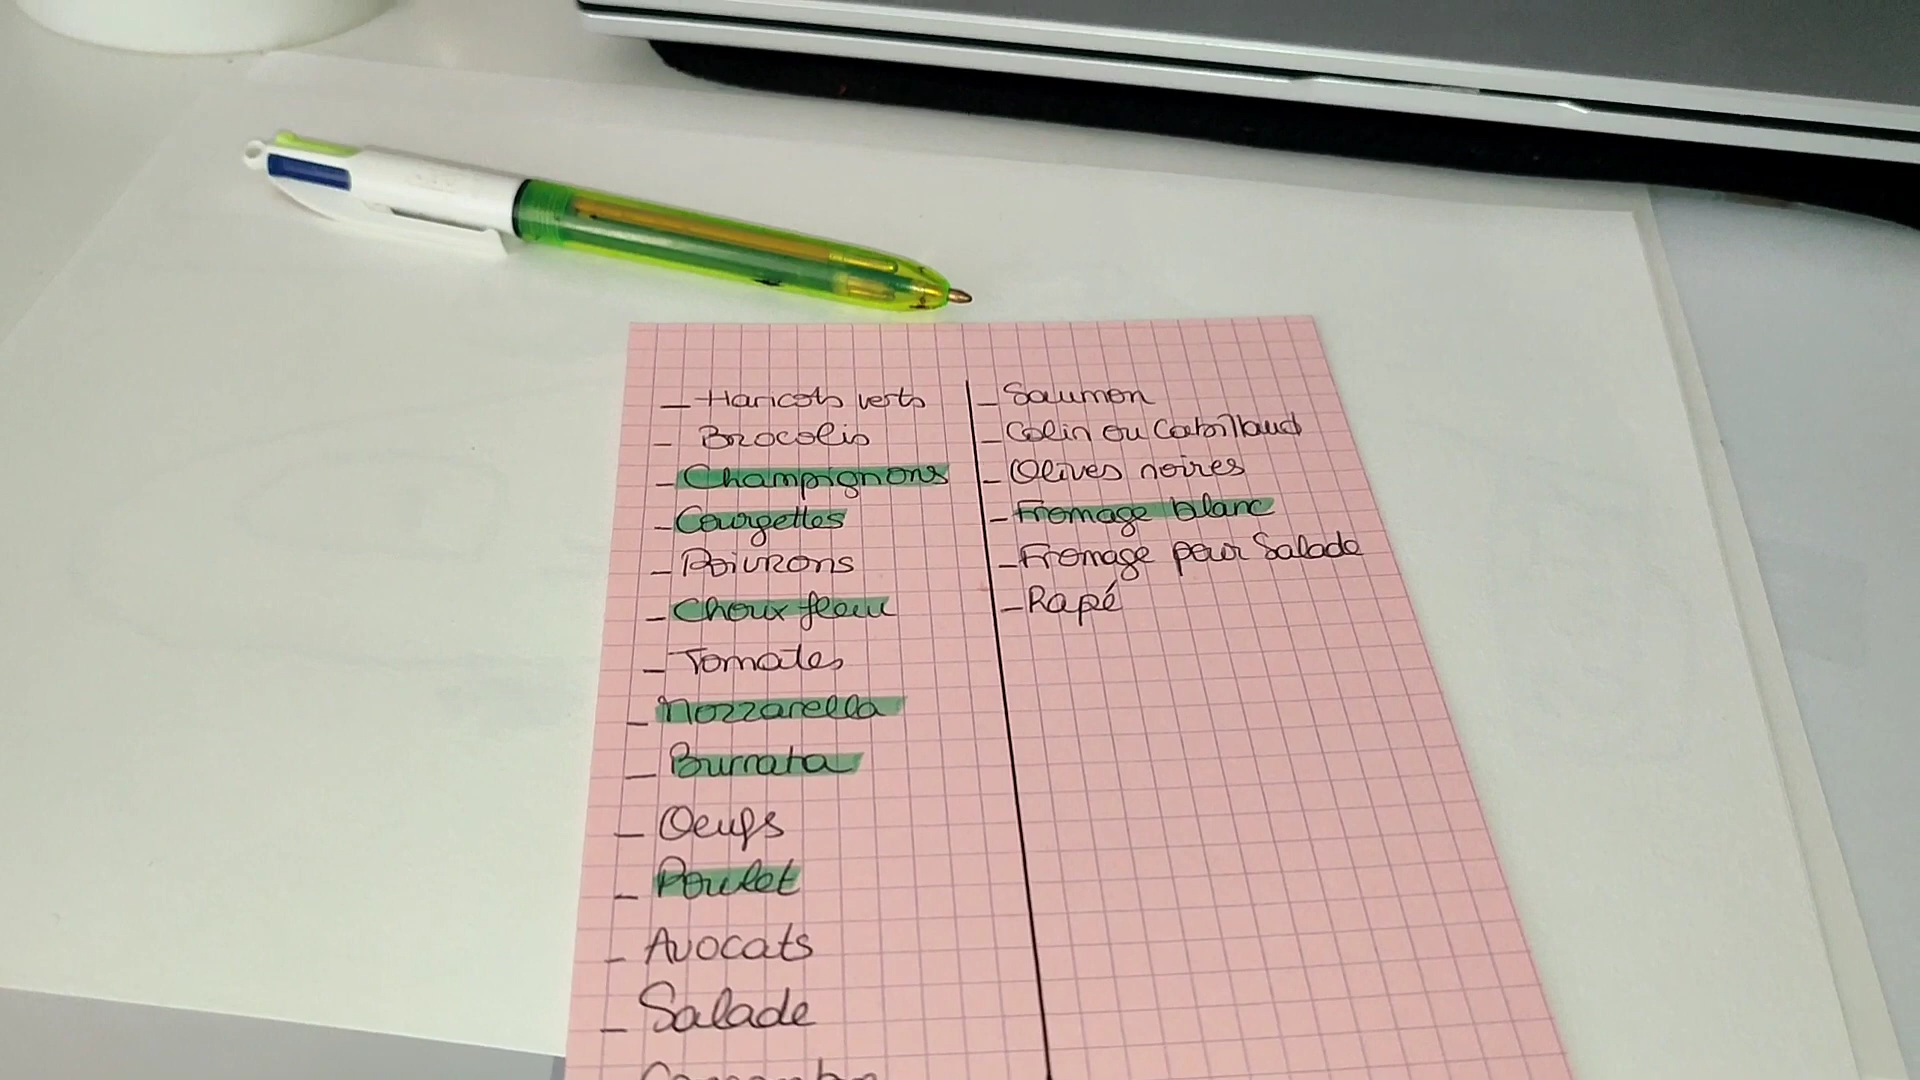 - Haricots verts
- Brocolis
- Champignons
- Courgettes
- Poivrons
- Choux fleau
- Tomates
- Mozzarella
- Burrata
- Oeufs
- Poulet
- Avocats
- Salade
- Saumon
- Colin ou Cabillaud
- Olives noires
- Fromage blanc
- Fromage pour Salade
- Rapé